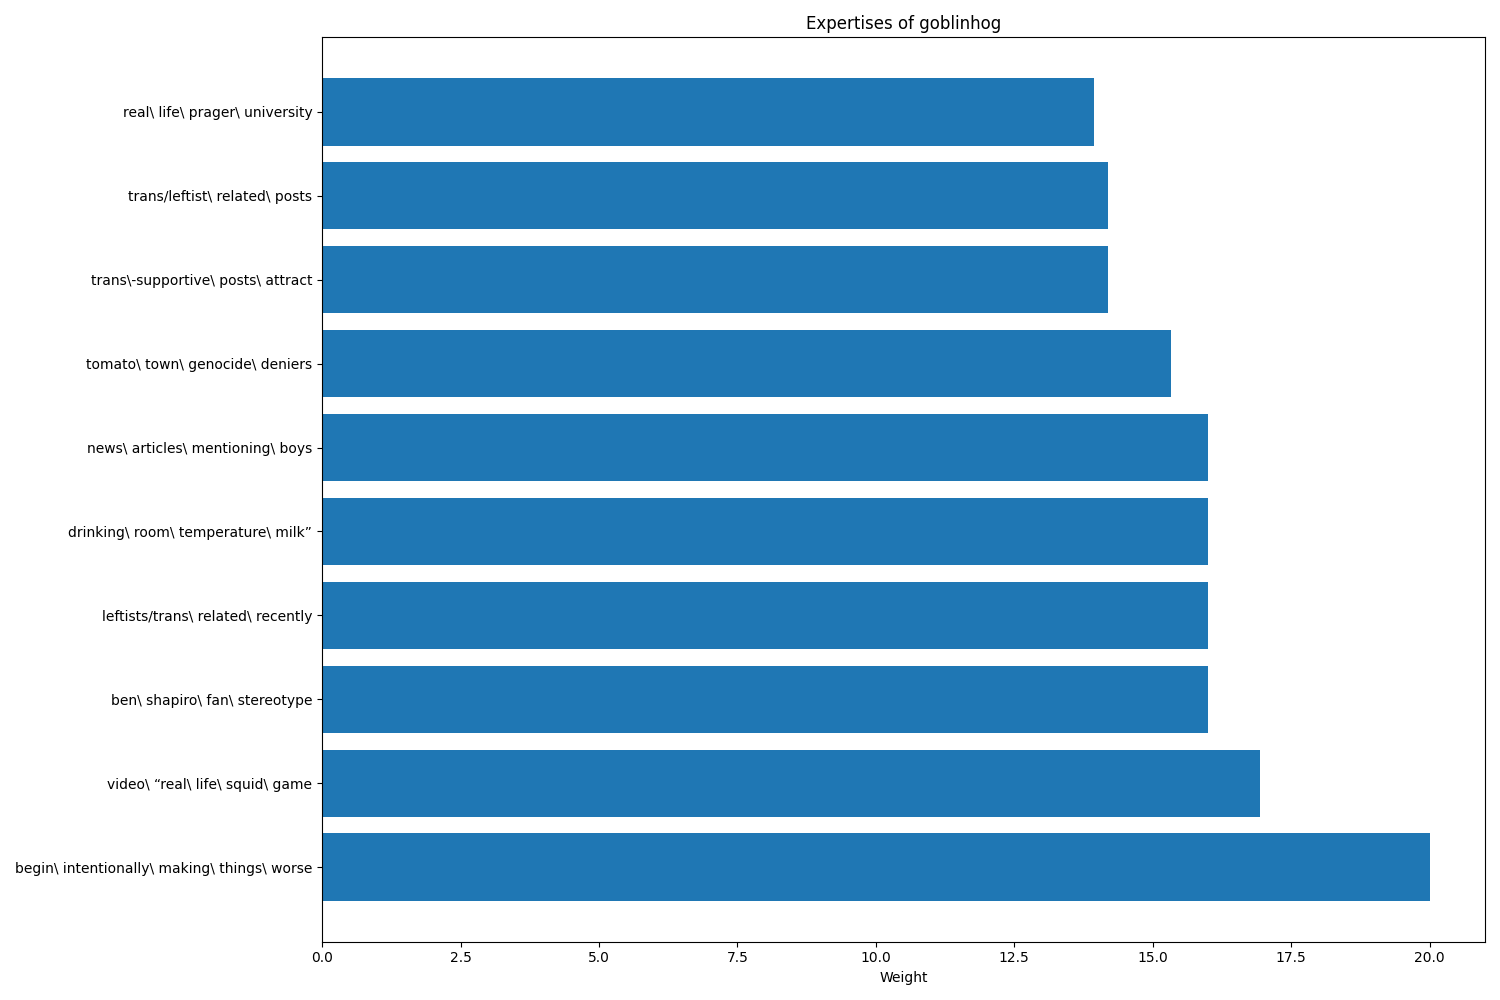 Expertises of goblinhog
real\ life\ prager\ university
trans/leftist\ related\ posts
trans\-supportive\ posts\ attract
tomato\ town\ genocide\ deniers
news\ articles\ mentioning\ boys
drinking\ room\ temperature\ milk”
leftists/trans\ related\ recently
ben\ shapiro\ fan\ stereotype
video\ “real\ life\ squid\ game
begin\ intentionally\ making\ things\ worse
0.0 2.5 5.0 7.5 10.0 12.5 15.0 17.5 20.0
Weight